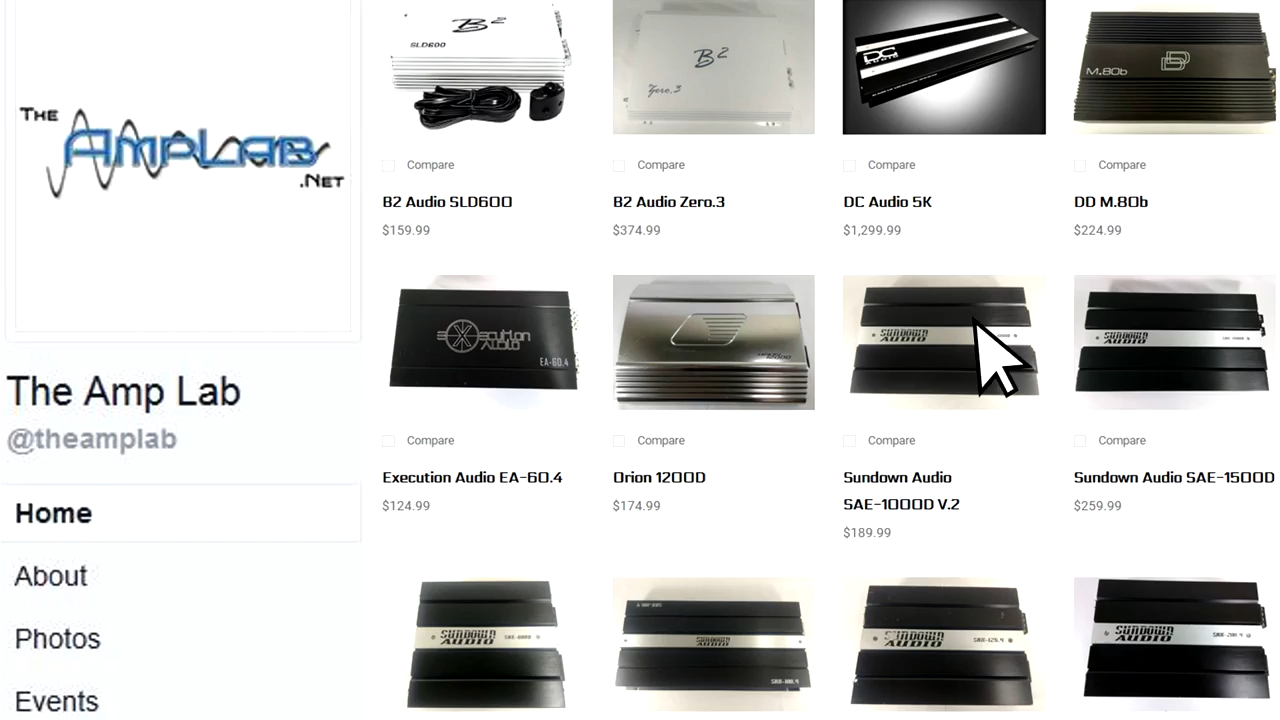 THE
AMPLAB
.NET
The Amp Lab
@theamplab
Home
About
Photos
Events
B2
SLD600
B2
Zero.3
DC
AUDIO
M.80b
Compare
Compare
Compare
Compare
B2 Audio SLD600
B2 Audio Zero.3
DC Audio 5K
DD M.80b
$159.99
$374.99
$1,299.99
$224.99
EXECUTION
AUDIO
EA-60.4
SUNDOWN
AUDIO
SUNDOWN
AUDIO
Compare
Compare
Compare
Compare
Execution Audio EA-60.4
Orion 1200D
Sundown Audio
SAE-1000D V.2
Sundown Audio SAE-1500D
$124.99
$174.99
$189.99
$259.99
SUNDOWN
AUDIO
SUNDOWN
AUDIO
SUNDOWN
AUDIO
SUNDOWN
AUDIO